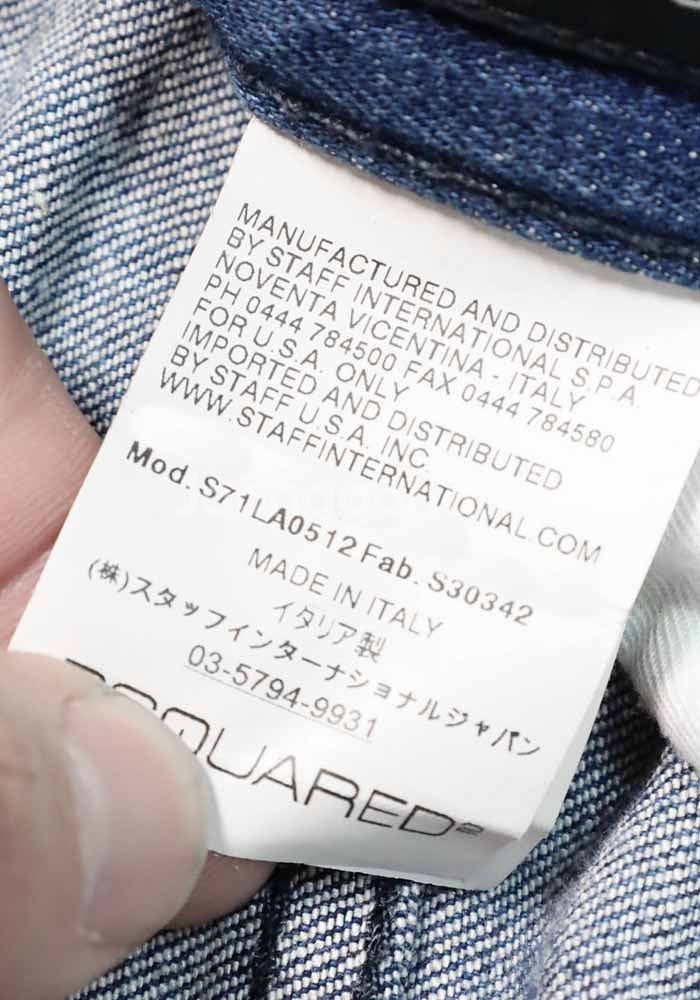 MANUFACTURED AND DISTRIBUTED
BY STAFF INTERNATIONAL S.P.A.
NOVENTA VICENTINA - ITALY
PH 0444 784500 FAX 0444 784580
FOR U.S.A. ONLY
IMPORTED AND DISTRIBUTED
BY STAFF U.S.A. INC.
WWW.STAFFINTERNATIONAL.COM
Mod. S71LA0512 Fab. S30342
MADE IN ITALY
イタリア製
(株)スタッフインターナショナルジャパン
03-5794-9931
DSQUARED2